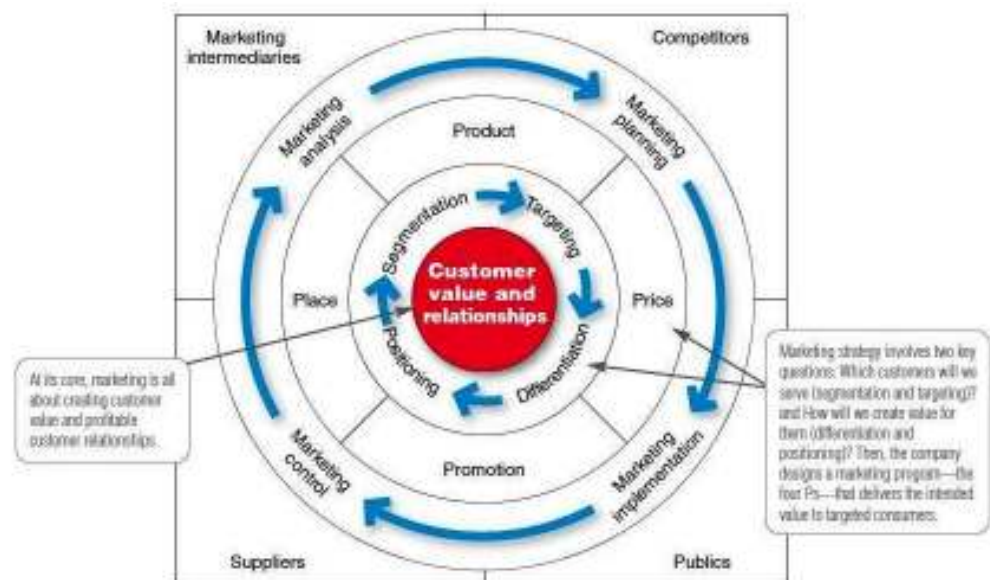 Marketing
intermediaries
Competitors
Marketing
analysis
Marketing
planning
Product
Segmentation
Targeting
Customer
value and
relationships
Place
Price
Positioning
Differentiation
At its core, marketing is all
about creating customer
value and profitable
customer relationships.
Marketing strategy involves two key
questions: Which customers will we
serve (segmentation and targeting)?
and How will we create value for
them (differentiation and
positioning)? Then, the company
designs a marketing program—the
four Ps—that delivers the intended
value to targeted consumers.
Promotion
Marketing
control
Marketing
implementation
Suppliers
Publics